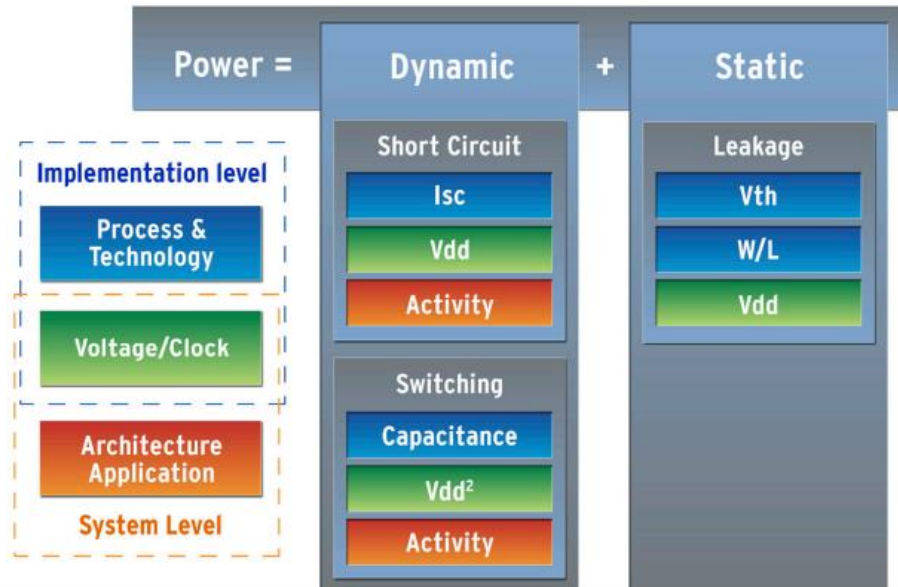 Power = Dynamic + Static
Implementation level
Process &
Technology
Voltage/Clock
Architecture
Application
System Level
Short Circuit
Isc
Vdd
Activity
Switching
Capacitance
Vdd²
Activity
Leakage
Vth
W/L
Vdd